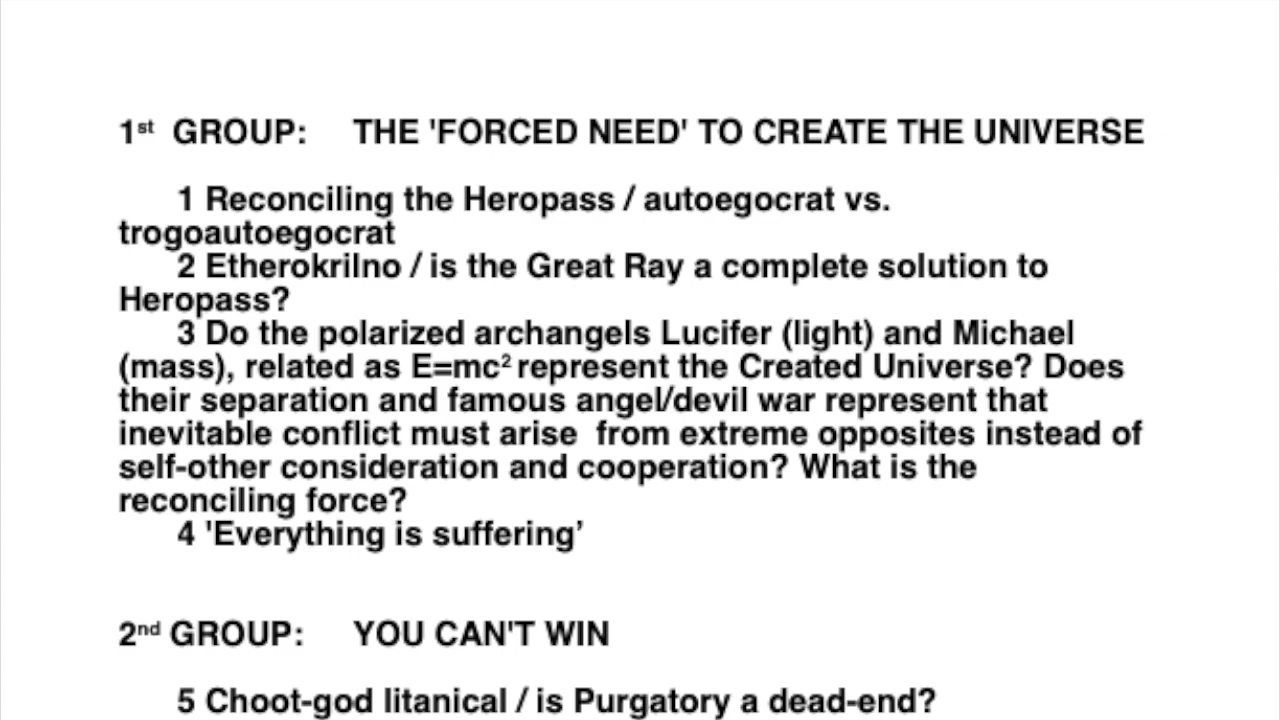 1st GROUP: THE 'FORCED NEED' TO CREATE THE UNIVERSE
1 Reconciling the Heropass / autoegocrat vs.
trogoautoegocrat
2 Etherokrilno / is the Great Ray a complete solution to
Heropass?
3 Do the polarized archangels Lucifer (light) and Michael
(mass), related as E=mc² represent the Created Universe? Does
their separation and famous angel/devil war represent that
inevitable conflict must arise  from extreme opposites instead of
self-other consideration and cooperation? What is the
reconciling force?
4 'Everything is suffering’
2nd GROUP: YOU CAN'T WIN
5 Choot-god litanical / is Purgatory a dead-end?